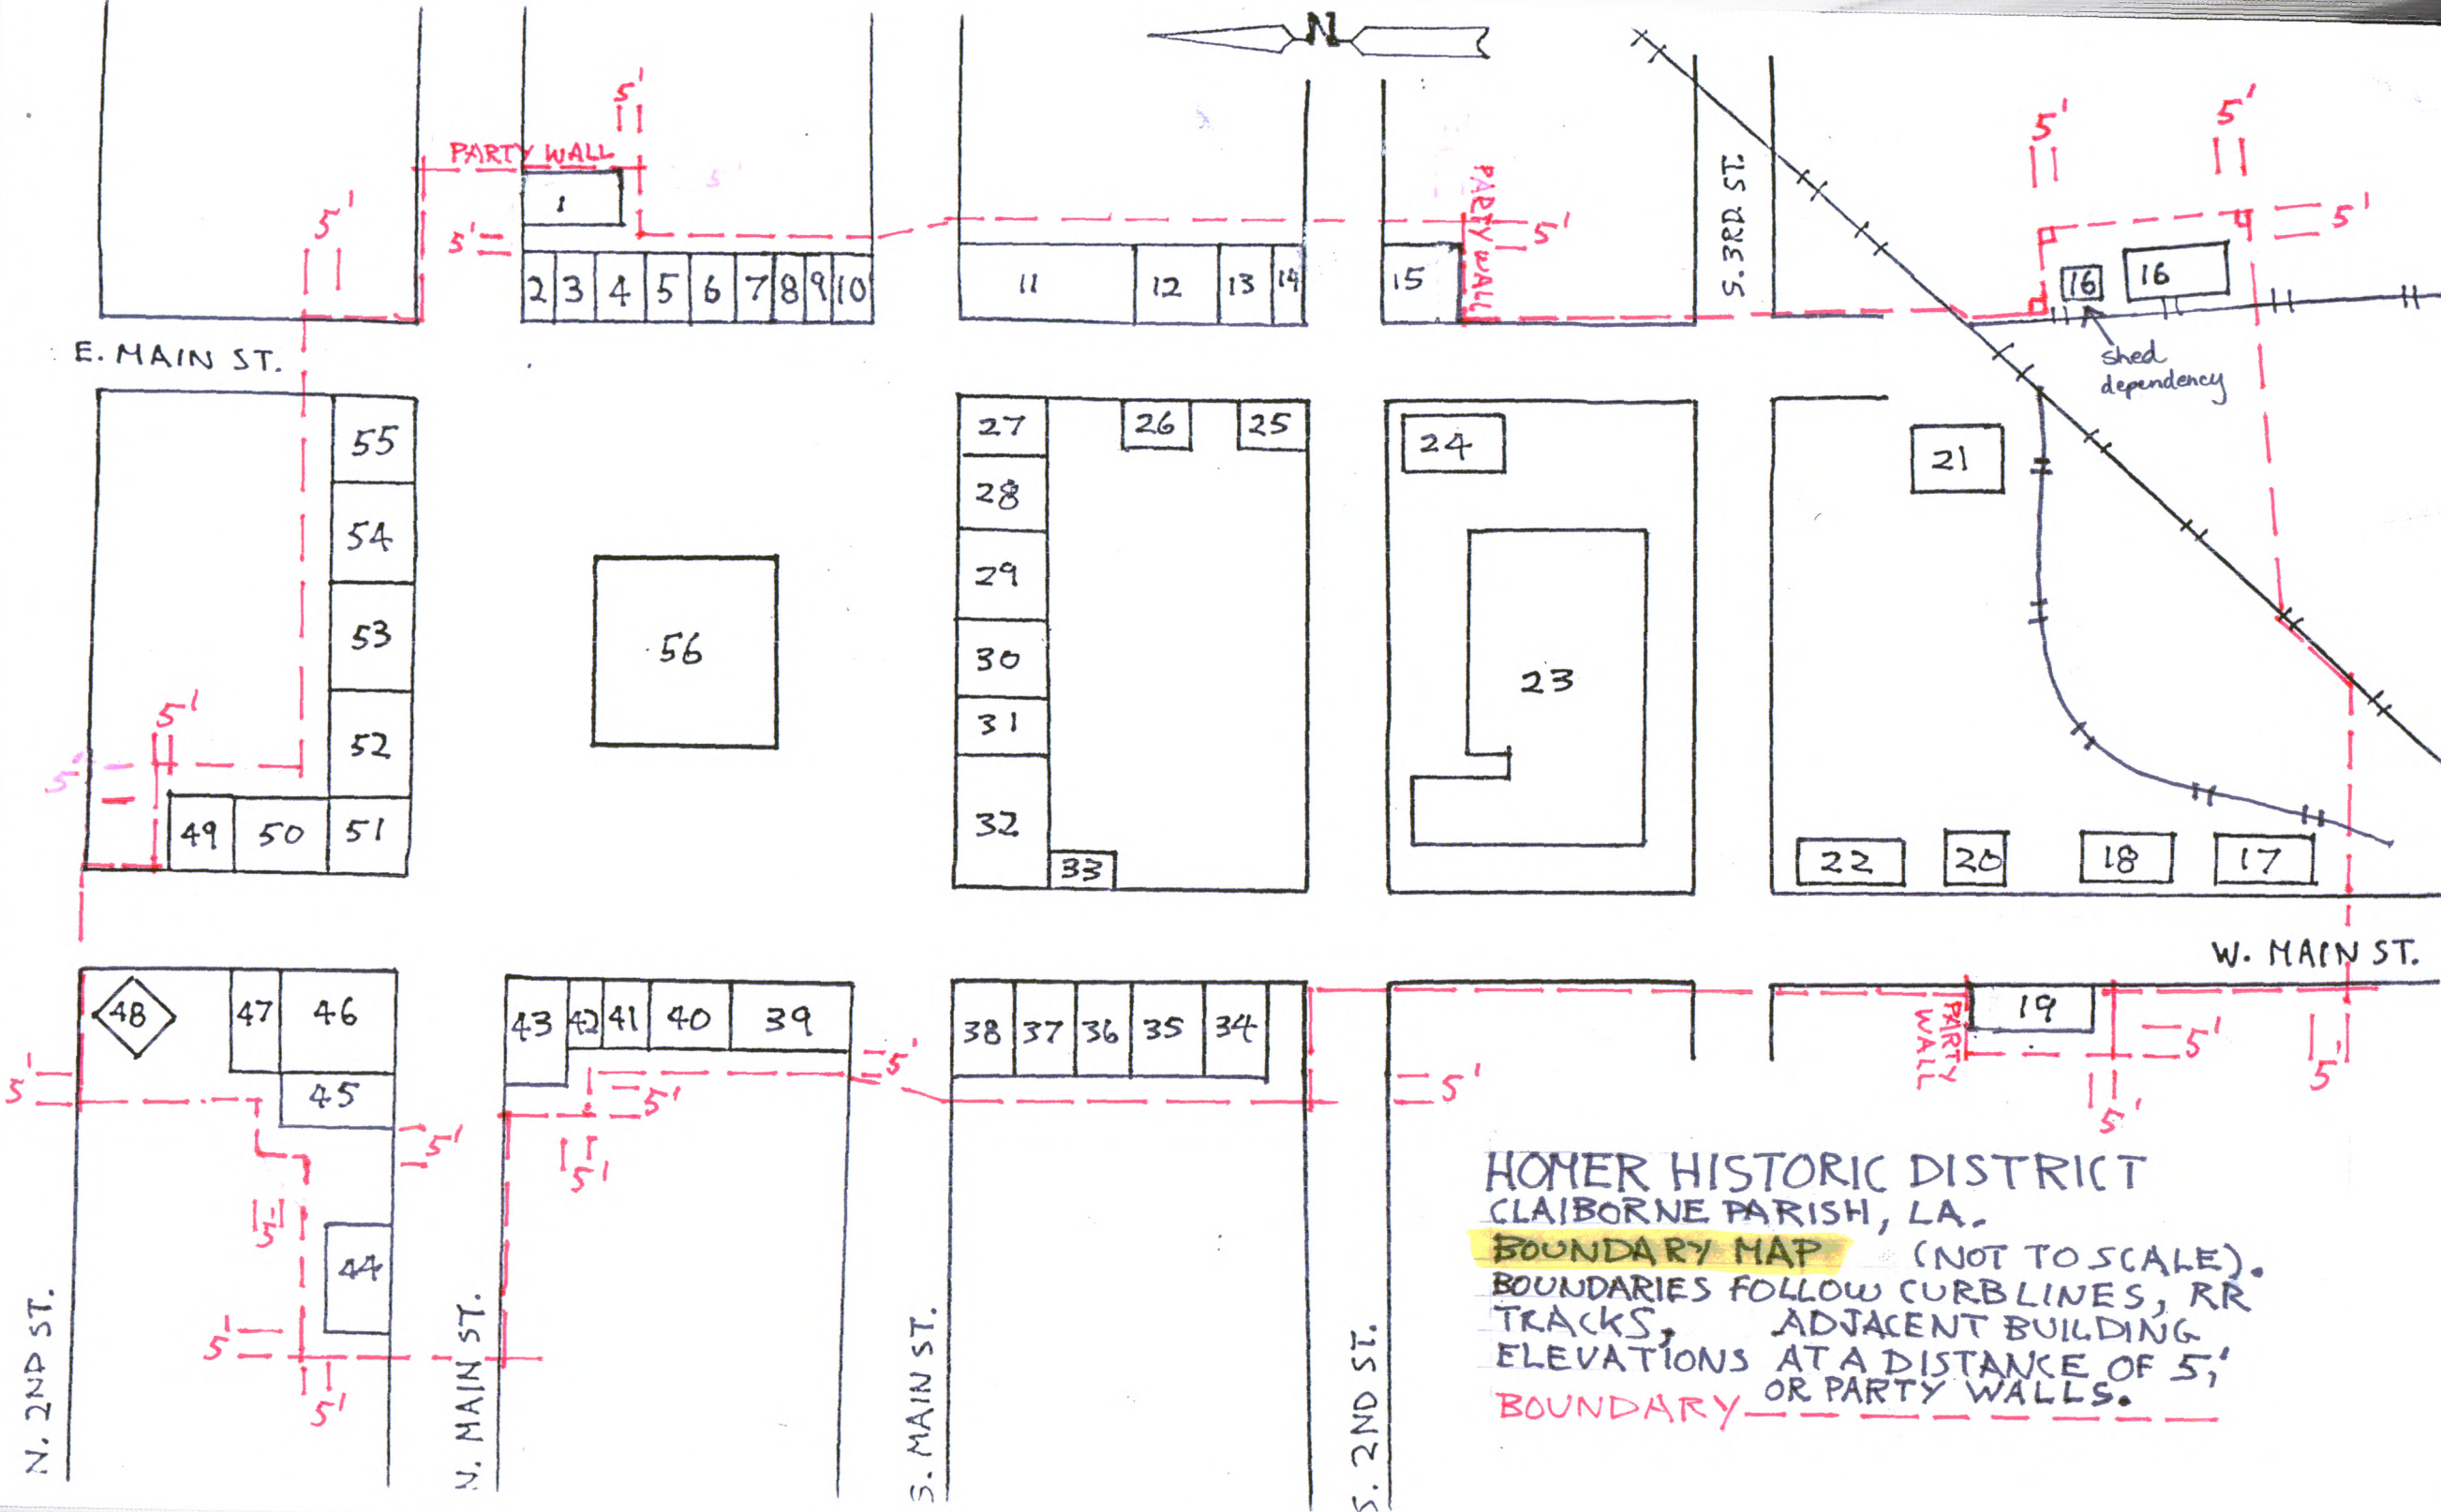 N
5'
PARTY WALL
5'
5'
5'
5'
1
5'
5'
5'
PARTY WALL
S. 3RD ST.
2 3 4 5 6 7 8 9 10
11 12 13 14
15
16
16
shed
dependency
E. MAIN ST.
55
54
53
52
51
50
49
5'
5'
56
27
28
29
30
31
32
33
26
25
24
23
21
22
20
18
17
W. MAIN ST.
48
47
46
45
44
43
42
41
40
39
38
37
36
35
34
19
PARTY
WALL
5'
5'
5'
5'
5'
5'
5'
5'
5'
5'
5'
5'
N. 2ND ST.
N. MAIN ST.
S. MAIN ST.
S. 2ND ST.
HOMER HISTORIC DISTRICT
CLAIBORNE PARISH, LA.
BOUNDARY MAP (NOT TO SCALE).
BOUNDARIES FOLLOW CURBLINES, RR
TRACKS, ADJACENT BUILDING
ELEVATIONS AT A DISTANCE OF 5,'
OR PARTY WALLS.
BOUNDARY